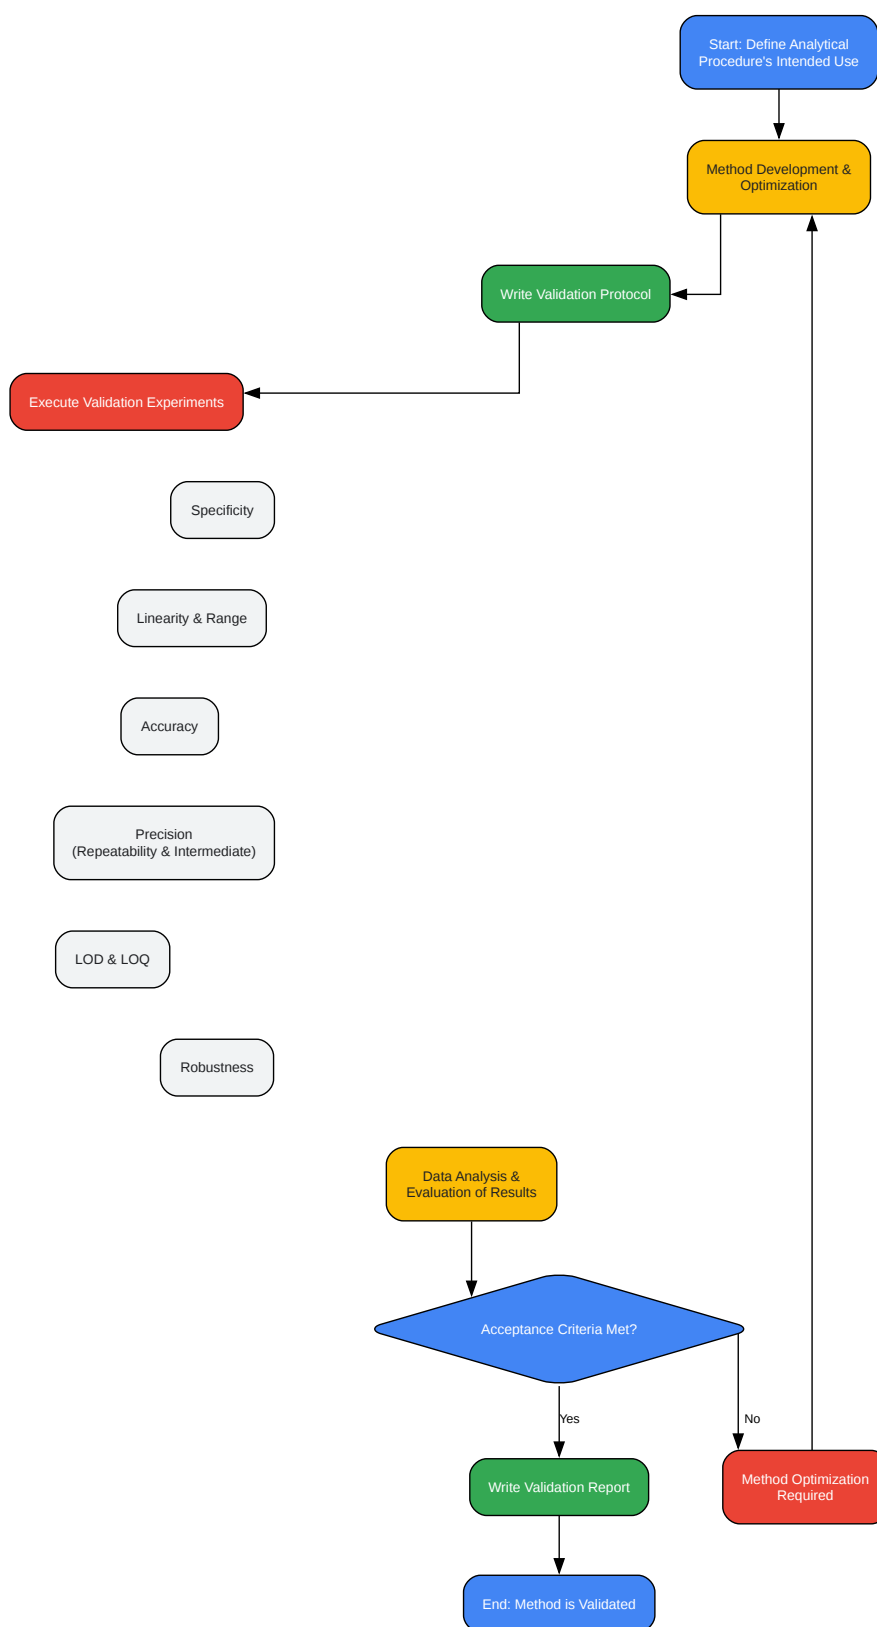 Start: Define Analytical
Procedure's Intended Use
Method Development &
Optimization
Write Validation Protocol
Execute Validation Experiments
Specificity
Linearity & Range
Accuracy
Precision
(Repeatability & Intermediate)
LOD & LOQ
Robustness
Data Analysis &
Evaluation of Results
Acceptance Criteria Met?
Yes
No
Write Validation Report
Method Optimization
Required
End: Method is Validated